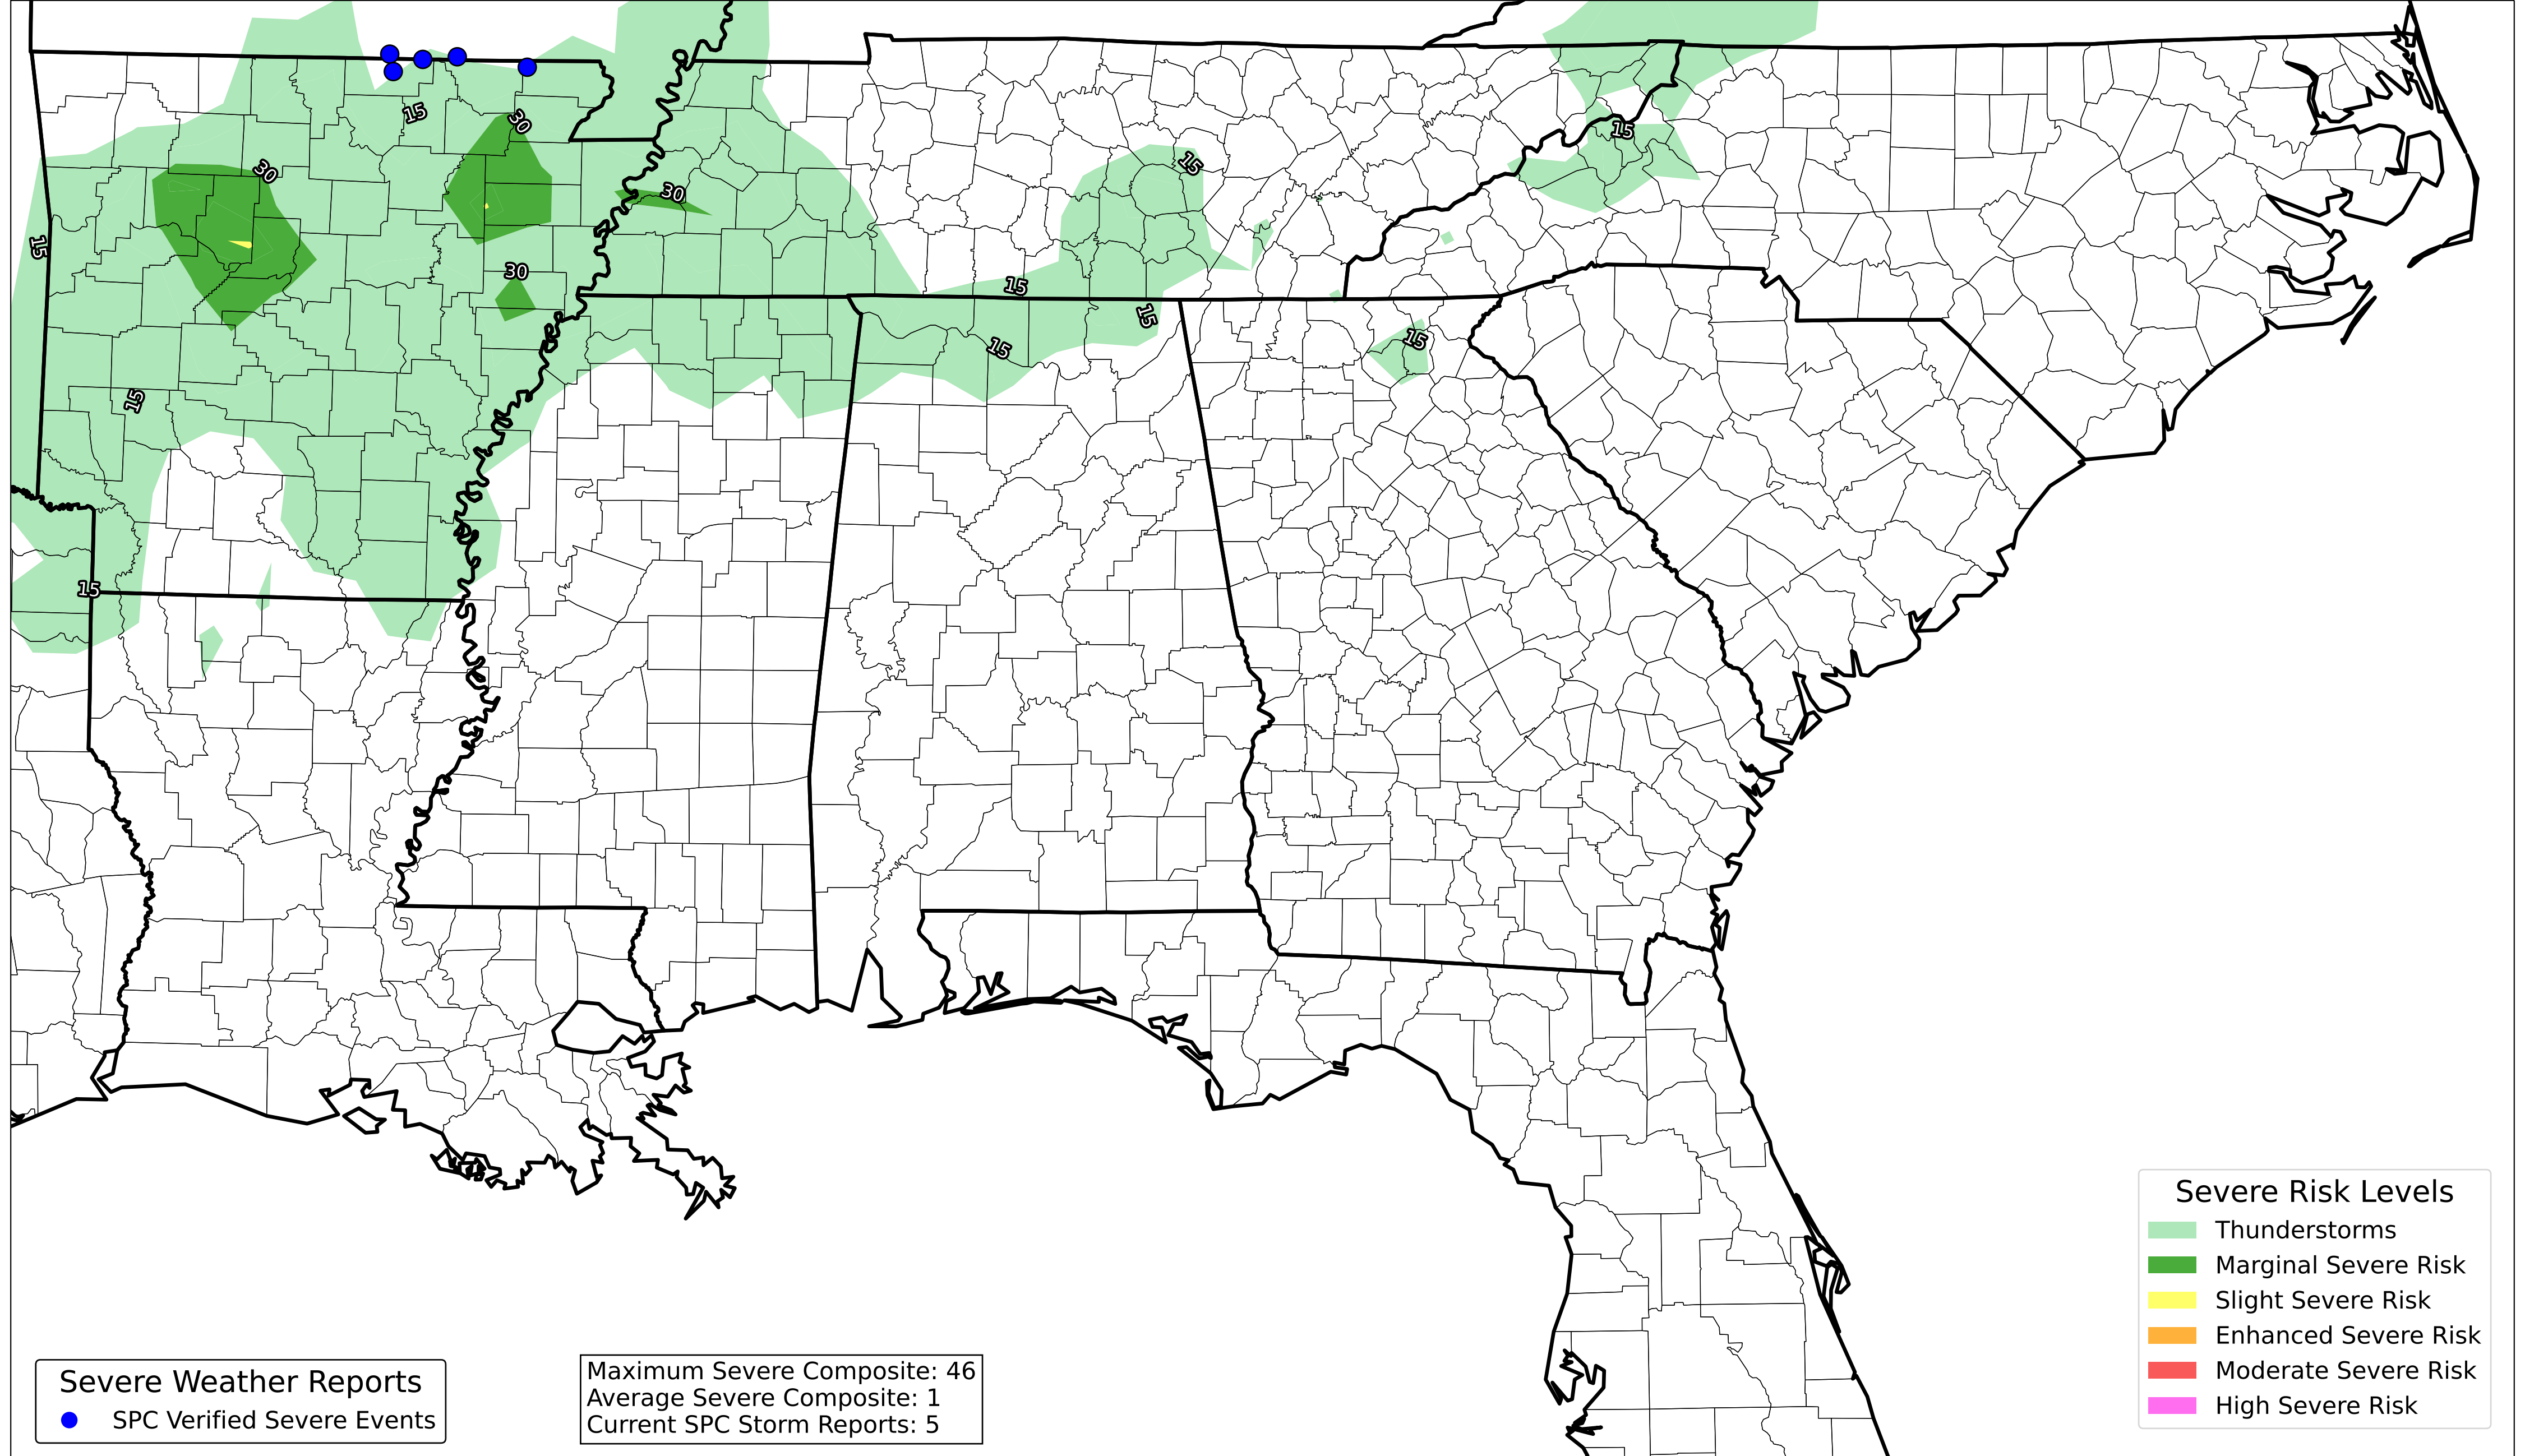 15
30
15
30
15
30
15
30
15
15
15
15
15
15
Severe Weather Reports
SPC Verified Severe Events
Maximum Severe Composite: 46
Average Severe Composite: 1
Current SPC Storm Reports: 5
Severe Risk Levels
Thunderstorms
Marginal Severe Risk
Slight Severe Risk
Enhanced Severe Risk
Moderate Severe Risk
High Severe Risk